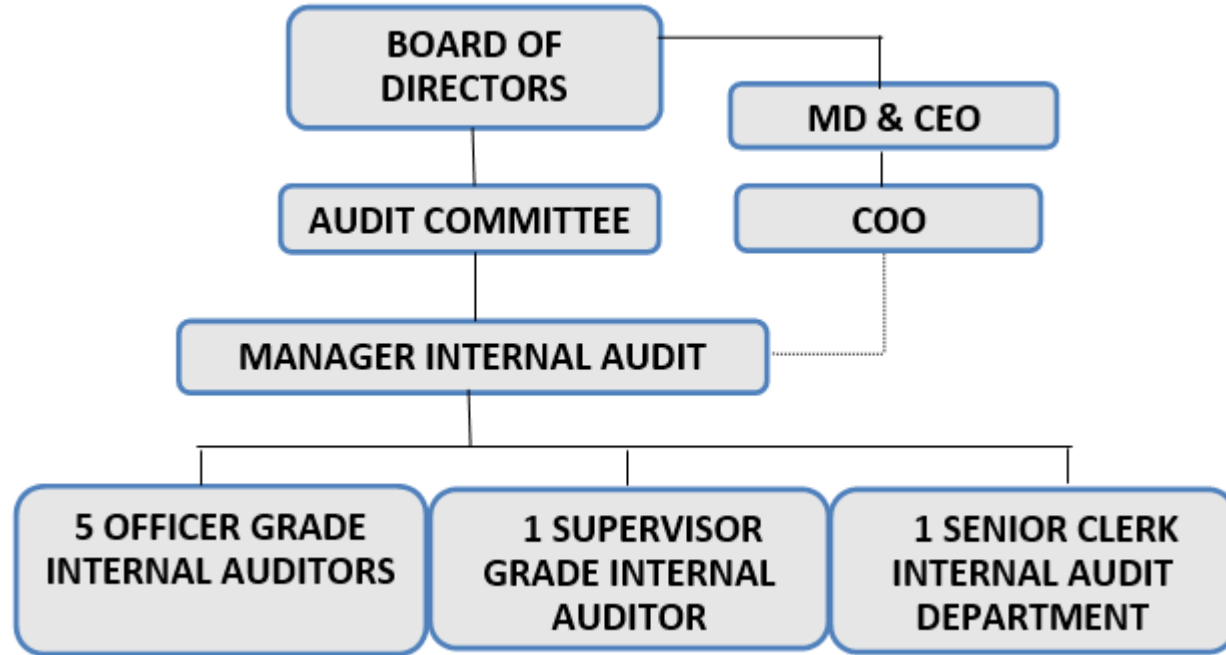 BOARD OF
DIRECTORS
MD & CEO
AUDIT COMMITTEE
COO
MANAGER INTERNAL AUDIT
5 OFFICER GRADE
INTERNAL AUDITORS
1 SUPERVISOR
GRADE INTERNAL
AUDITOR
1 SENIOR CLERK
INTERNAL AUDIT
DEPARTMENT